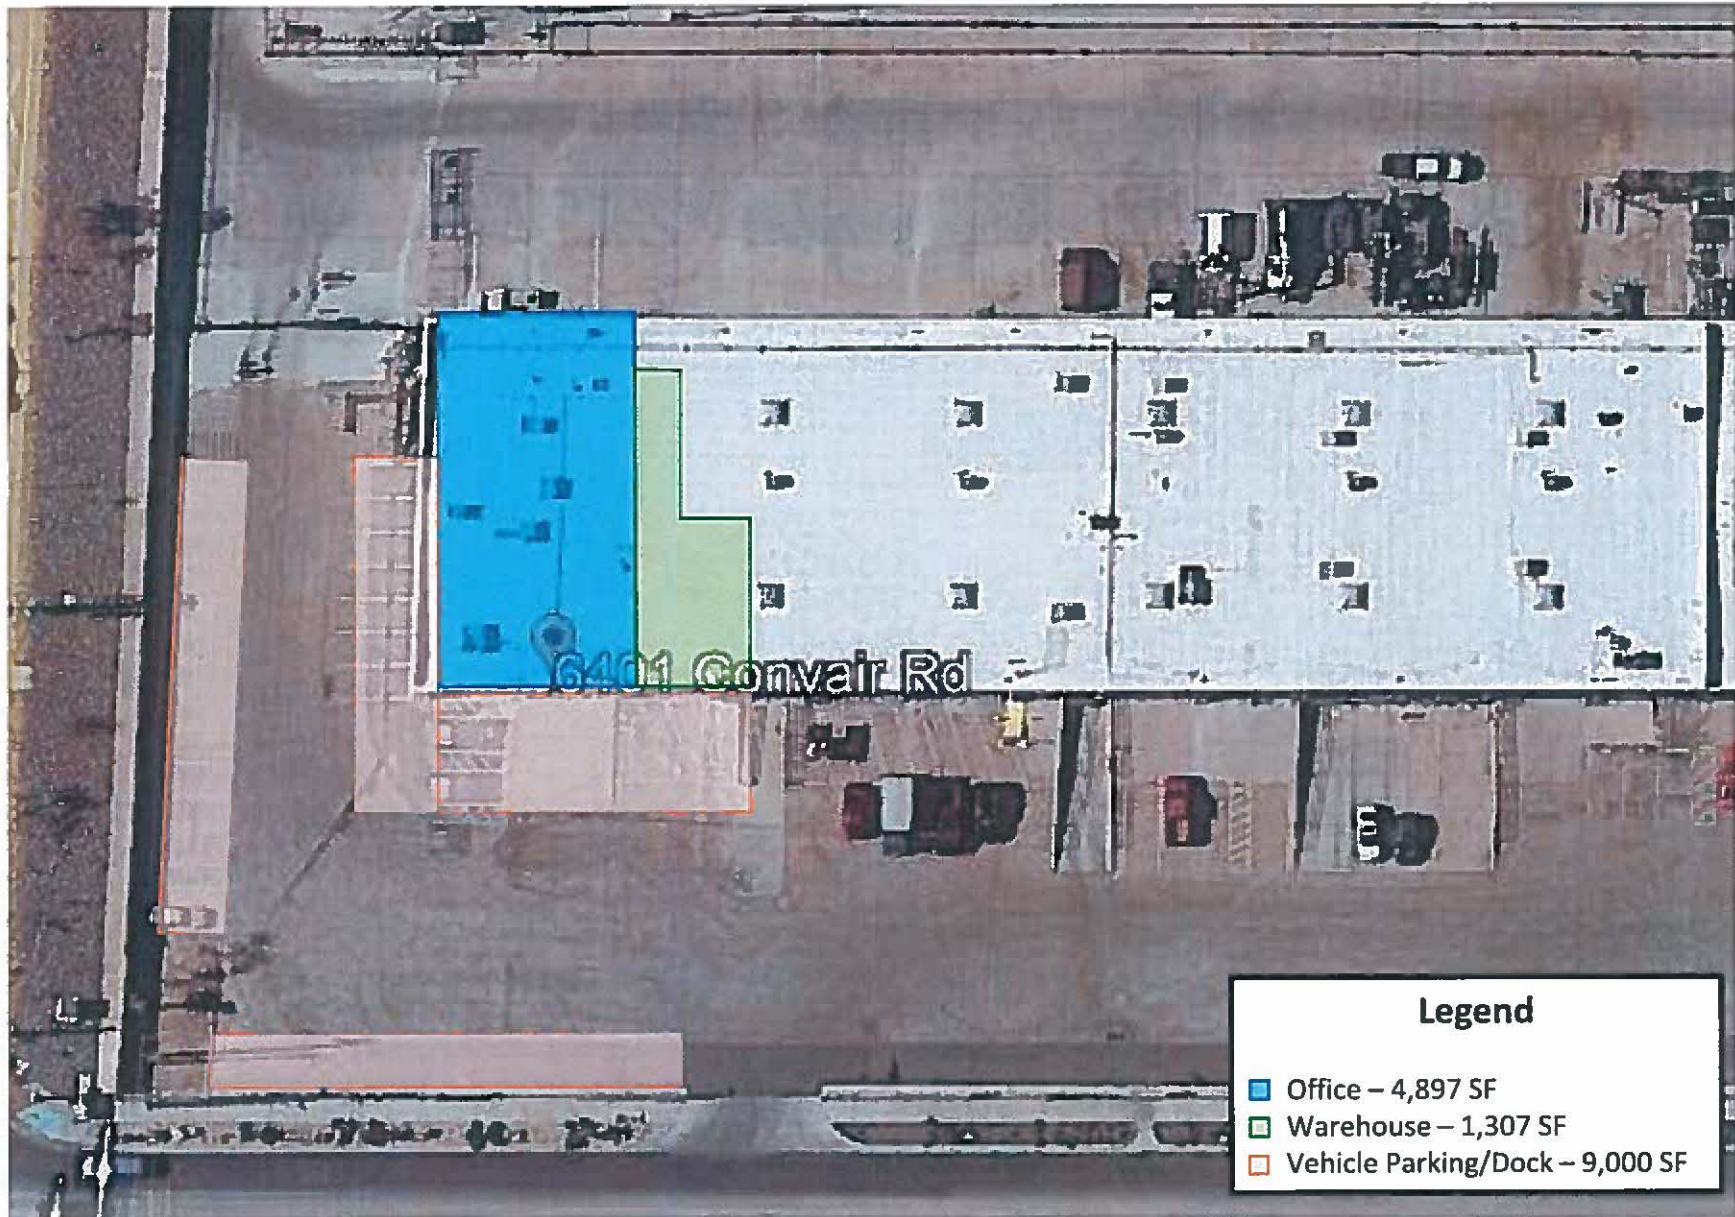 6401 Convair Rd
Legend
Office – 4,897 SF
Warehouse – 1,307 SF
Vehicle Parking/Dock – 9,000 SF